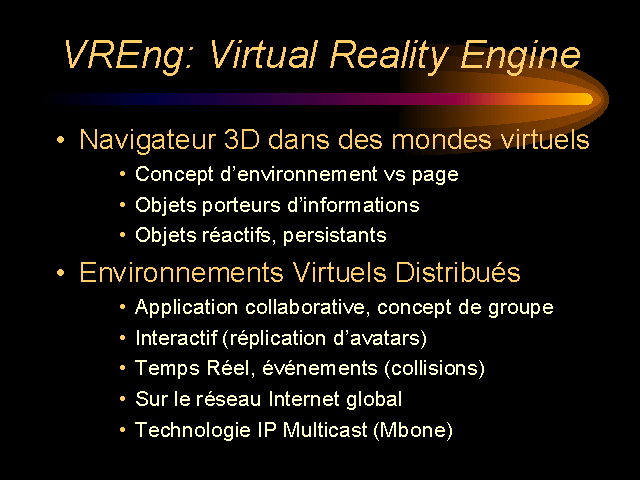 VREng: Virtual Reality Engine
• Navigateur 3D dans des mondes virtuels
• Concept d'environnement vs page
• Objets porteurs d'informations
• Objets réactifs, persistants
• Environnements Virtuels Distribués
• Application collaborative, concept de groupe
• Interactif (réplication d'avatars)
• Temps Réel, événements (collisions)
• Sur le réseau Internet global
• Technologie IP Multicast (Mbone)